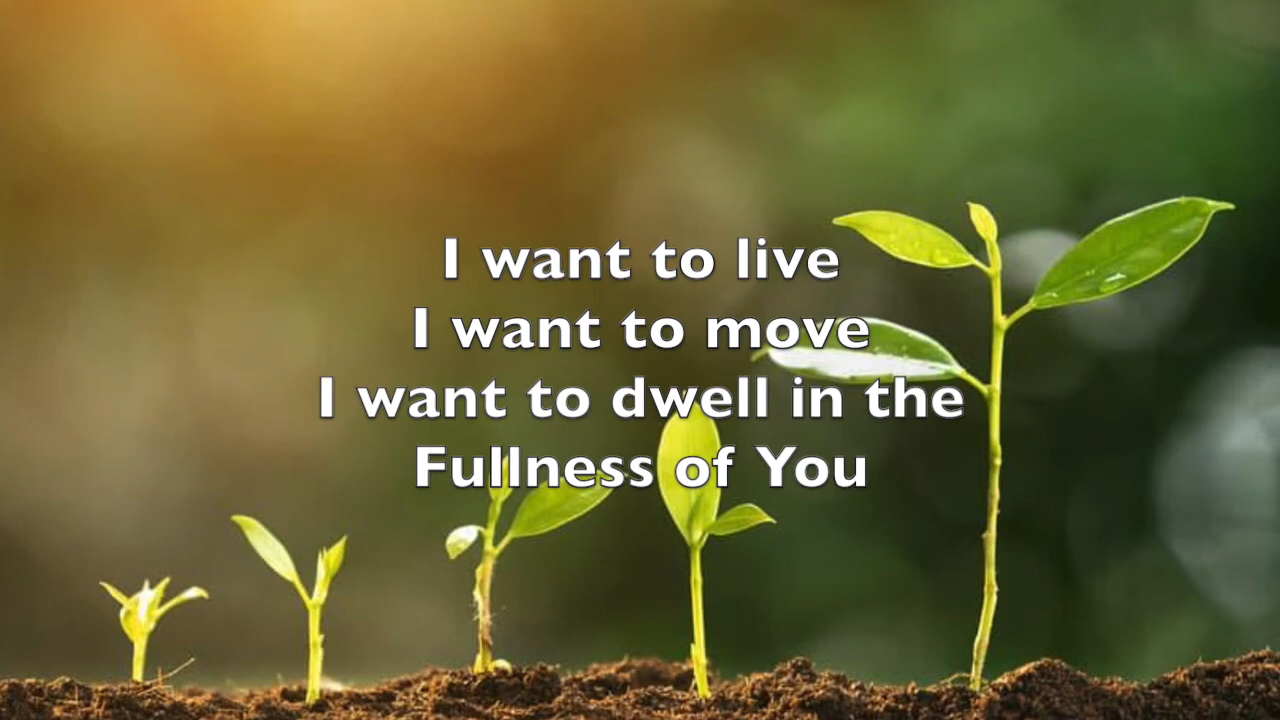 I want to live
I want to move
I want to dwell in the
Fullness of You